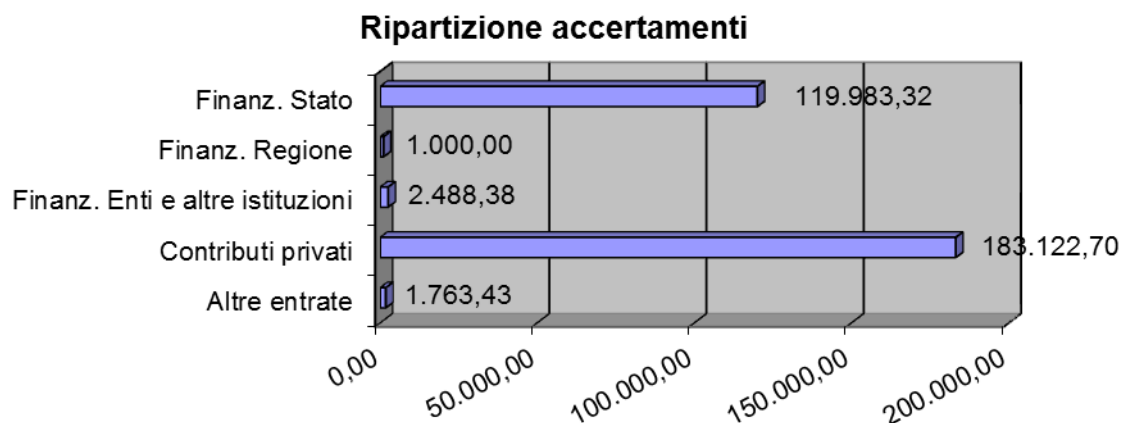 Ripartizione accertamenti
Finanz. Stato
119.983,32
Finanz. Regione
1.000,00
Finanz. Enti e altre istituzioni
2.488,38
Contributi privati
183.122,70
Altre entrate
1.763,43
0,00
50.000,00
100.000,00
150.000,00
200.000,00